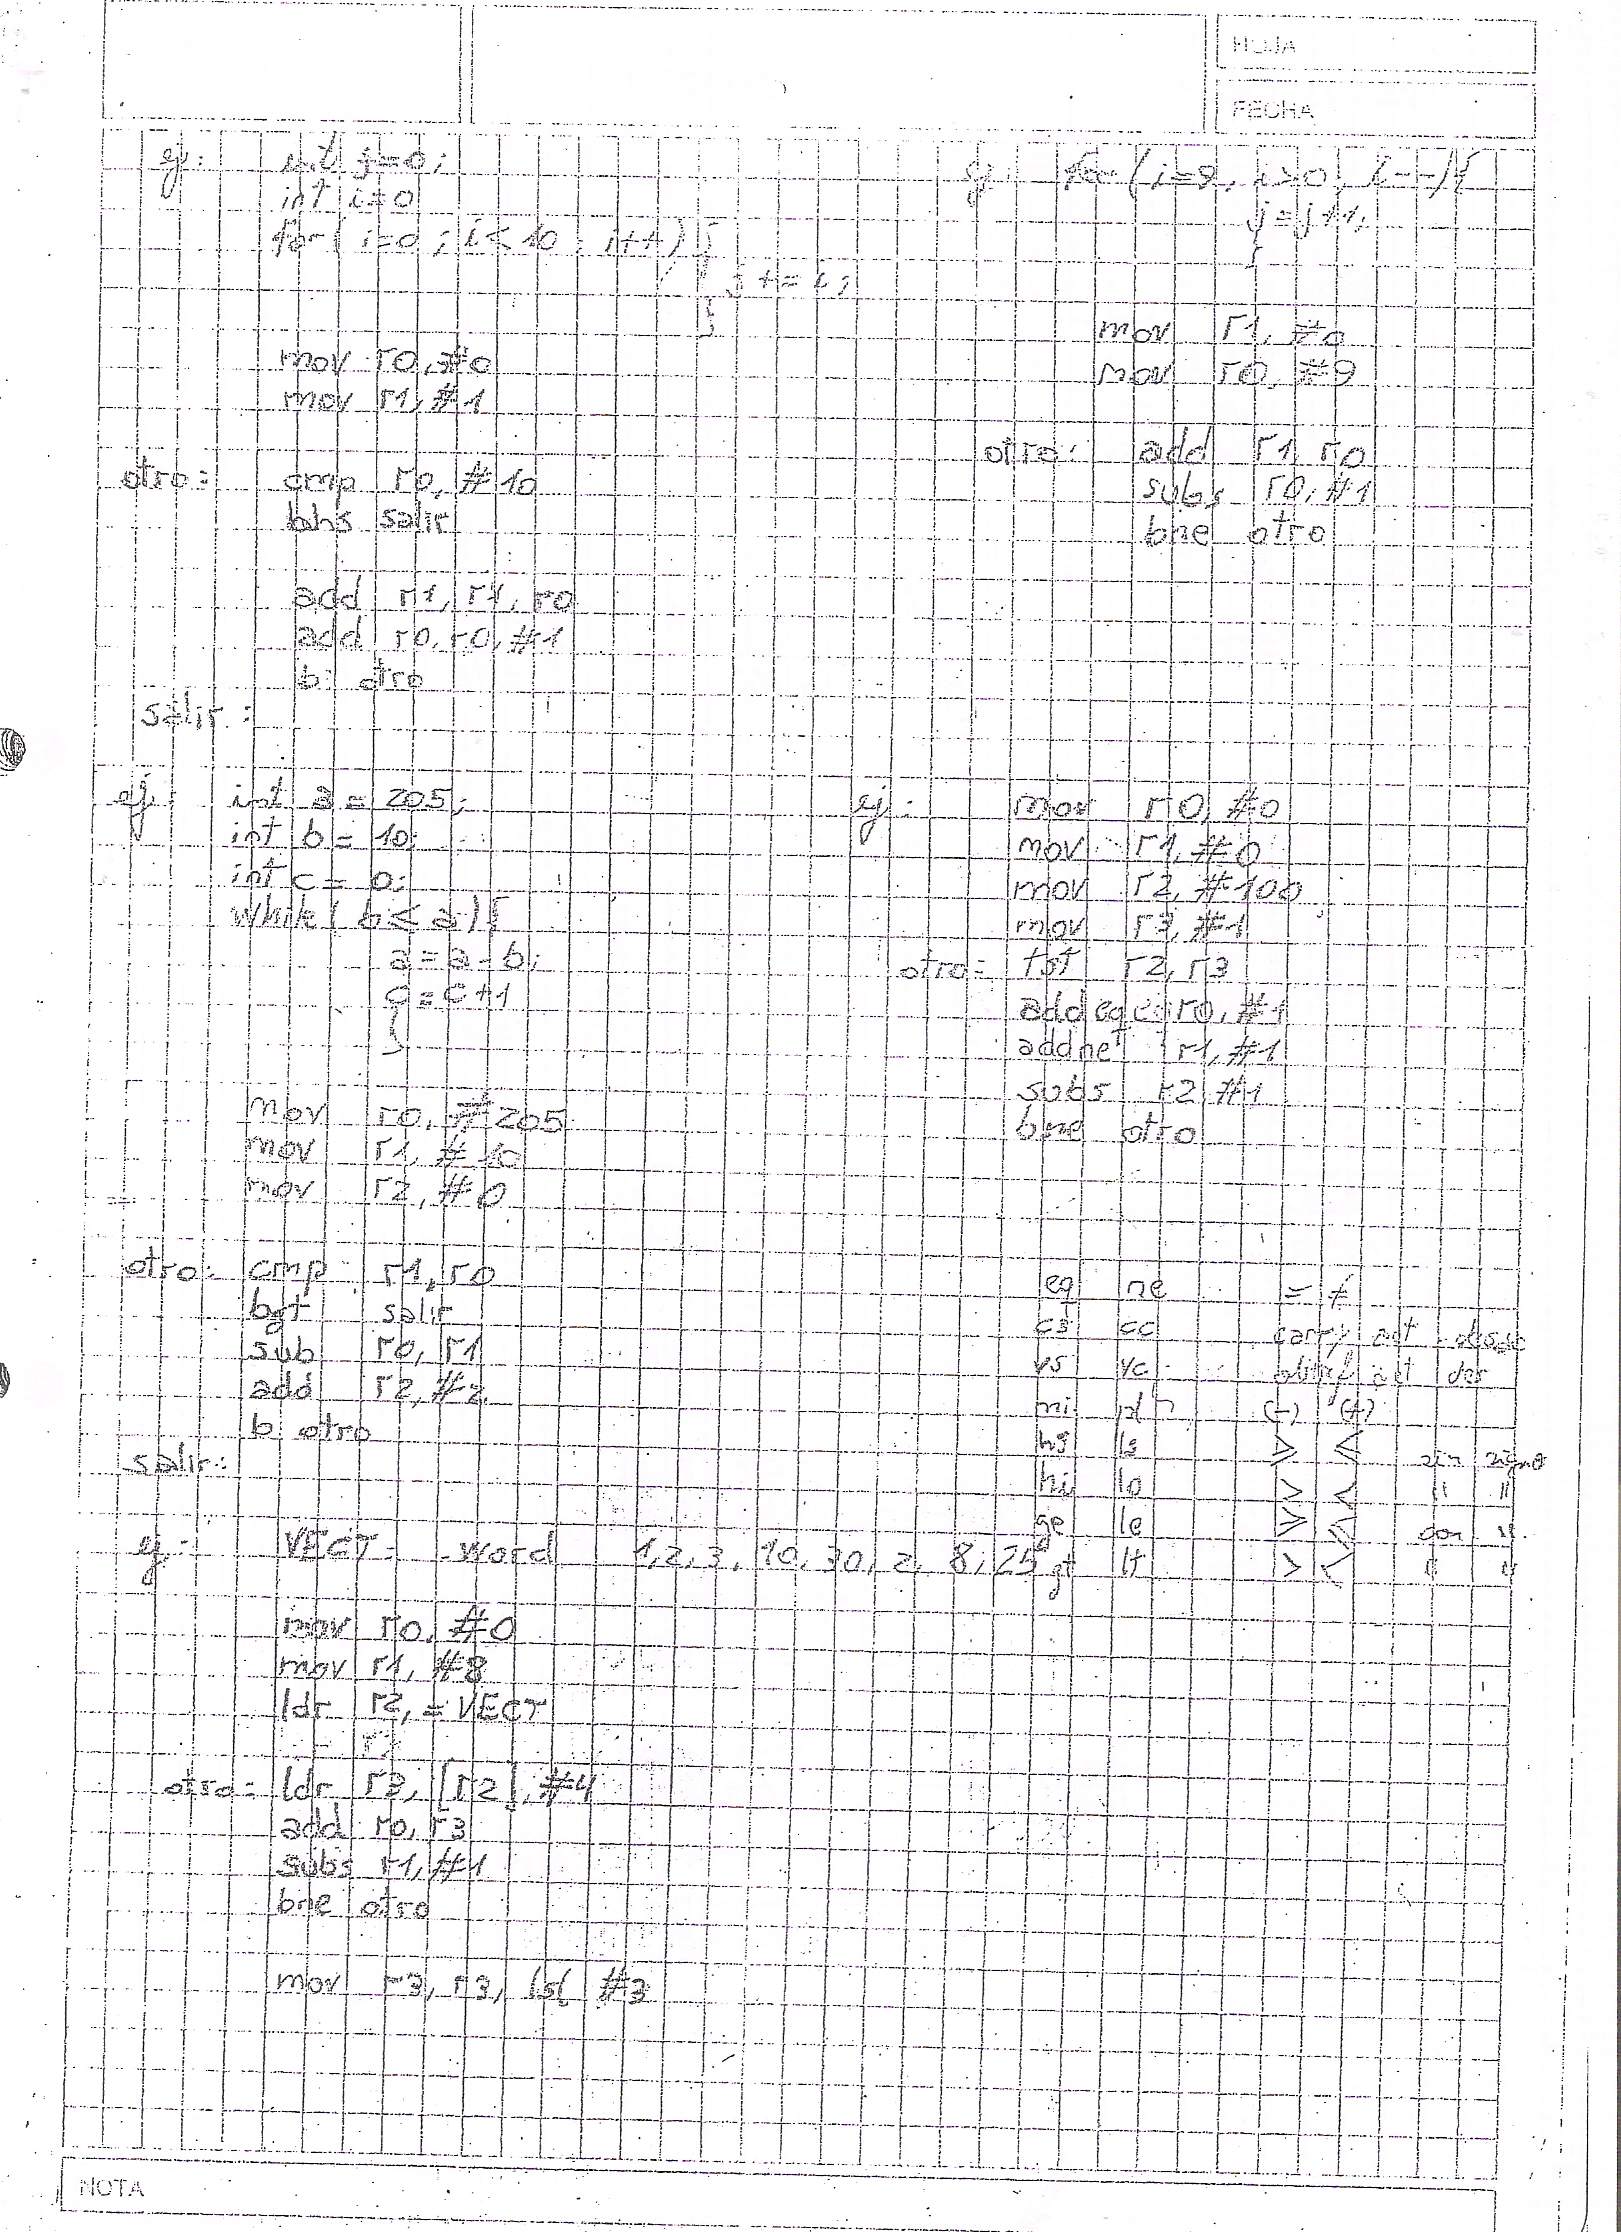 HOJA
FECHA
ej: int j=0;
int i=0
for( i=0 ; i<10 ; i++) {
j += i;
}
mov r0, #0
mov r1, #1
otro: cmp r0, #10
bhs salir
add r1, r1, r0
add r0, r0, #1
b otro
salir:
ej: for (i=9, i>0, i--){
j=j+1;
}
mov r1, #0
mov r0, #9
otro: add r1, r0
subs r0, #1
bne otro
ej: int a = 205;
int b = 10;
int c = 0;
while( b < a ){
a = a - b;
c = c+1
}
mov r0, #205
mov r1, #10
mov r2, #0
otro: cmp r1, r0
bgt salir
sub r0, r1
add r2, #2
b otro
salir:
ej: mov r0, #0
mov r1, #0
mov r2, #100
mov r3, #1
otro: tst r2, r3
addeq r0, #1
addne r1, #1
subs r2, #1
bne otro
eq ne = ≠
cs cc carry act
vs vc act des
mi pl (-) (+)
hs ls ≥ ≤ sin signo
hi lo > < " "
ge le ≥ ≤ con "
gt lt > < " "
ej: VECT: .word 1, 2, 3, 10, 30, 2, 8, 25
mov r0, #0
mov r1, #8
ldr r2, =VECT
otro: ldr r3, [r2], #4
add r0, r3
subs r1, #1
bne otro
mov r3, r3, lsl #3
NOTA